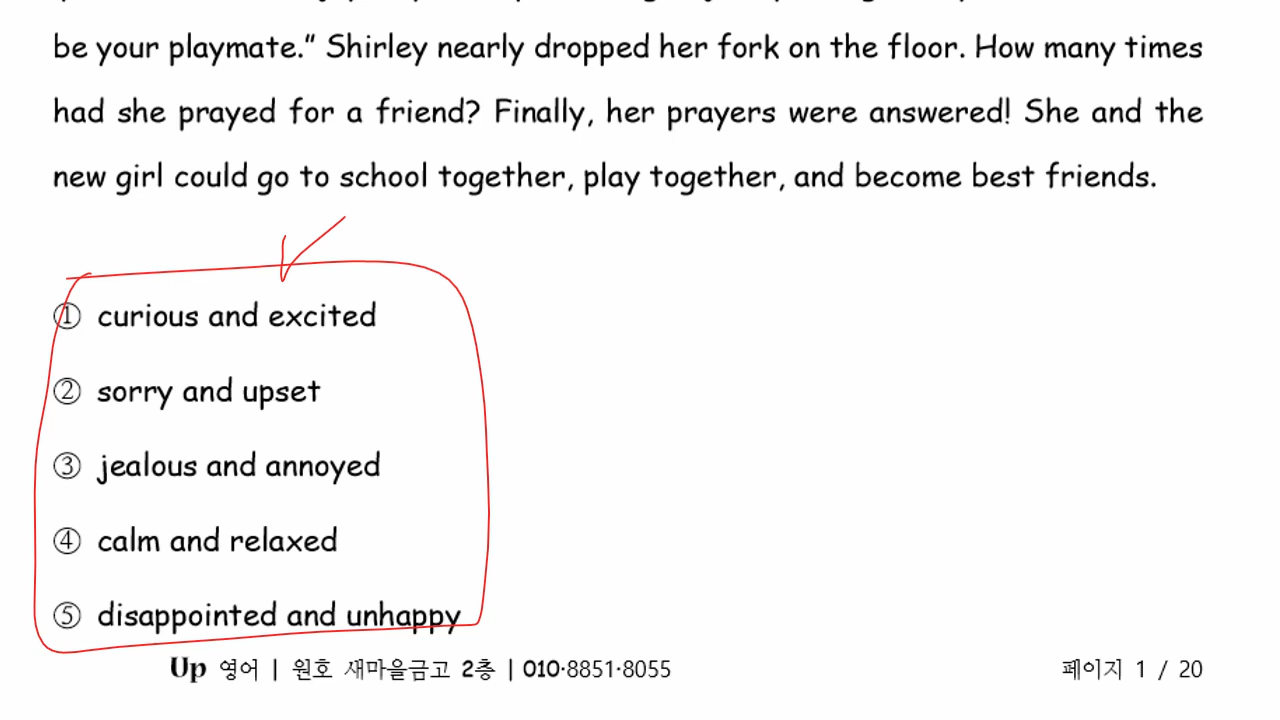 be your playmate.” Shirley nearly dropped her fork on the floor. How many times
had she prayed for a friend? Finally, her prayers were answered! She and the
new girl could go to school together, play together, and become best friends.
① curious and excited
② sorry and upset
③ jealous and annoyed
④ calm and relaxed
⑤ disappointed and unhappy
Up 영어 | 원호 새마을금고 2층 | 010·8851·8055 페이지 1 / 20